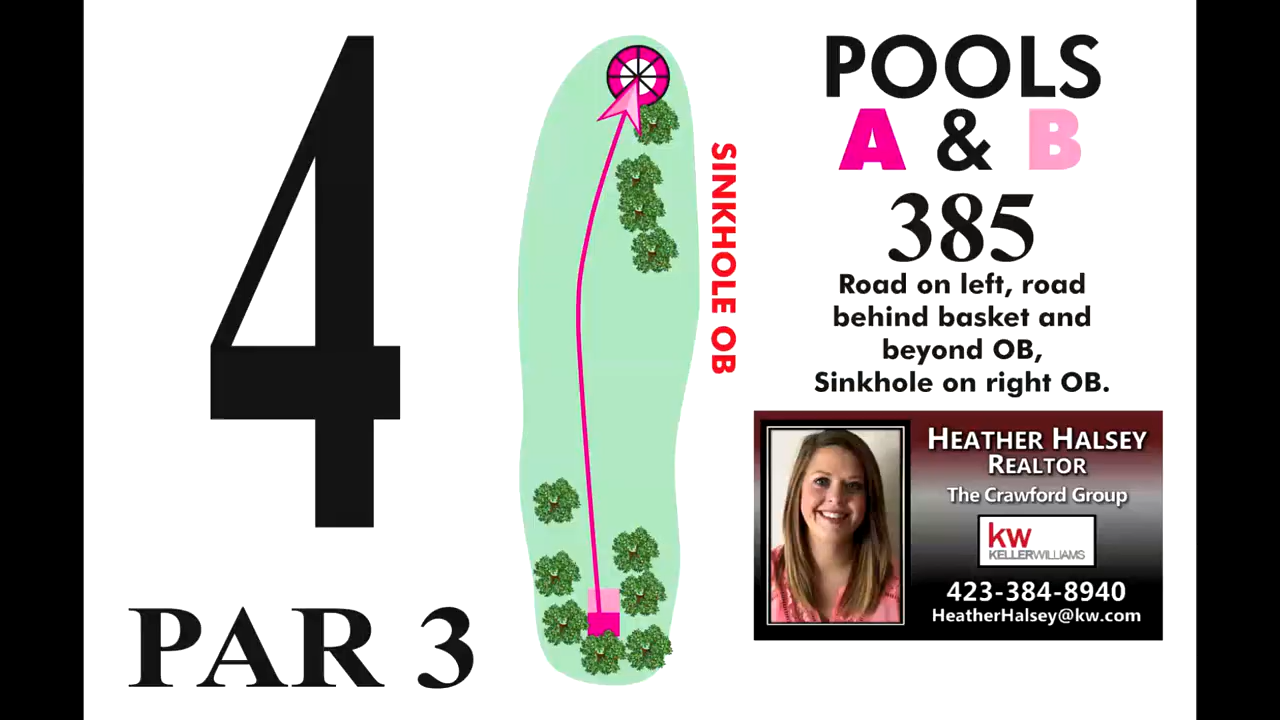 4
PAR 3
SINKHOLE OB
POOLS
A & B
385
Road on left, road
behind basket and
beyond OB,
Sinkhole on right OB.
HEATHER HALSEY
REALTOR
The Crawford Group
kw
KELLERWILLIAMS
423-384-8940
HeatherHalsey@kw.com